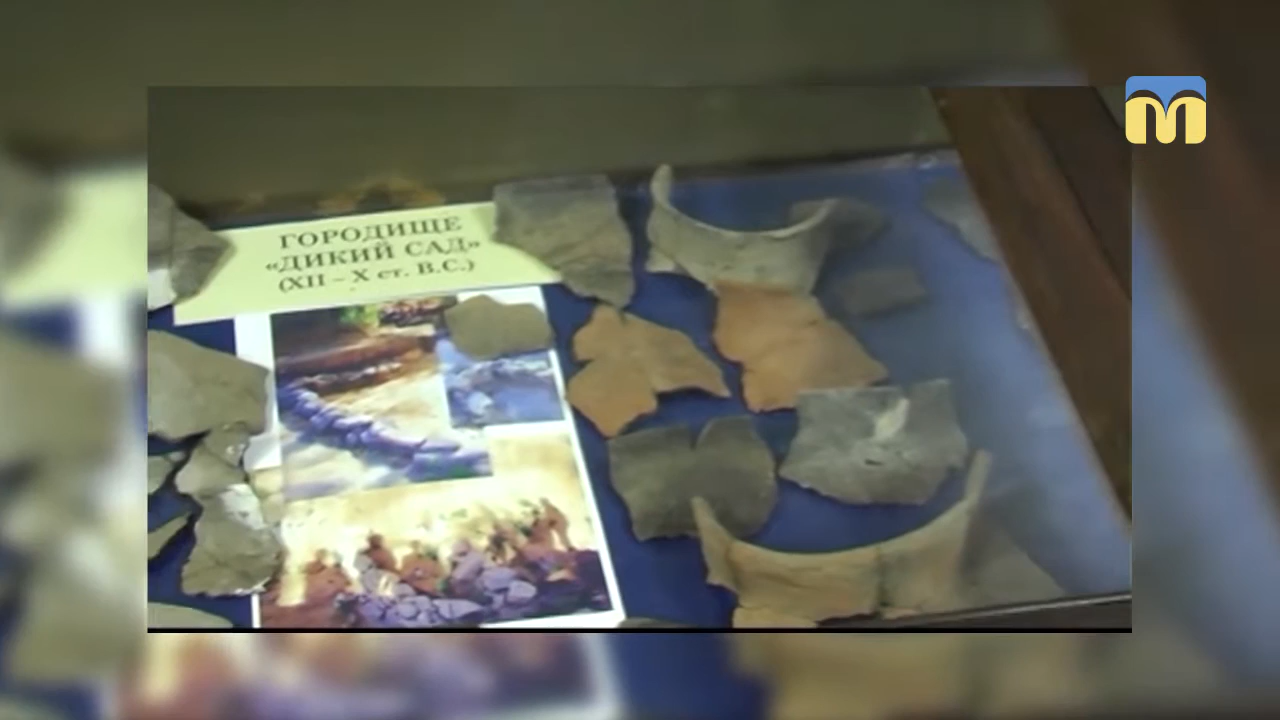 ГОРОДИЩЕ
«ДИКИЙ САД»
(XII – X ст. В.С.)